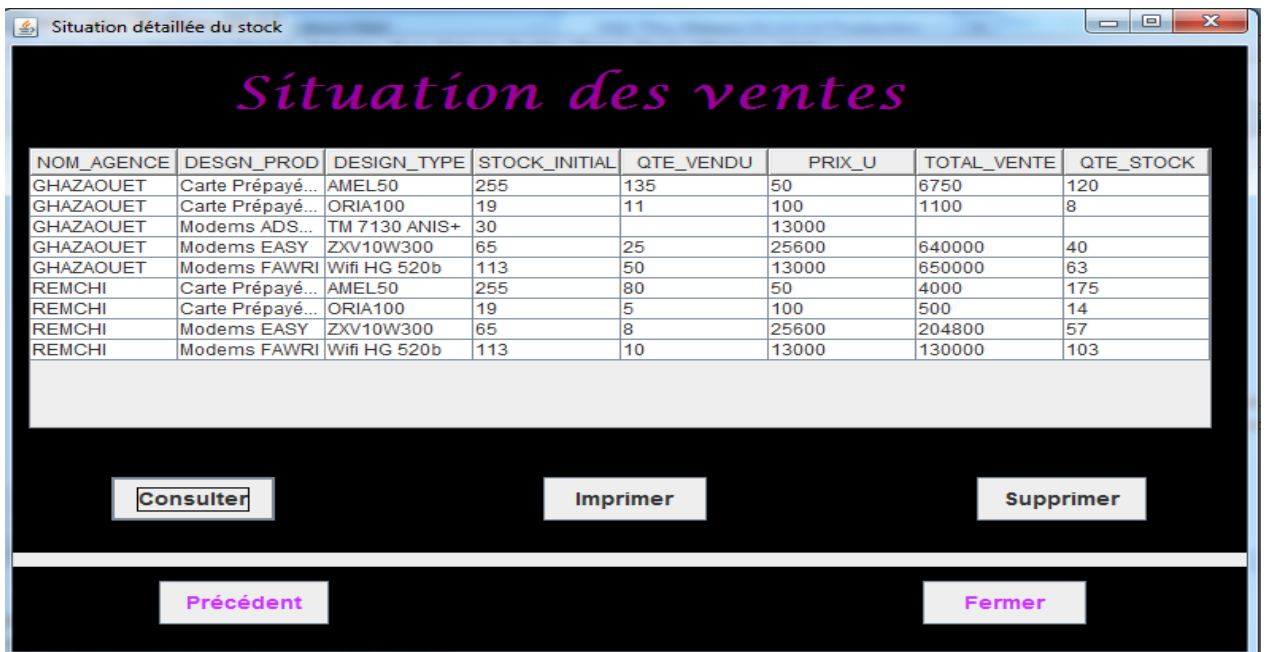 Situation détaillée du stock
Situation des ventes
NOM_AGENCE DESGN_PROD DESIGN_TYPE STOCK_INITIAL QTE_VENDU PRIX_U TOTAL_VENTE QTE_STOCK
GHAZAOUET Carte Prépayé... AMEL50 255 135 50 6750 120
GHAZAOUET Carte Prépayé... ORIA100 19 11 100 1100 8
GHAZAOUET Modems ADS... TM 7130 ANIS+ 30 13000
GHAZAOUET Modems EASY ZXV10W300 65 25 25600 640000 40
GHAZAOUET Modems FAWRI Wifi HG 520b 113 50 13000 650000 63
REMCHI Carte Prépayé... AMEL50 255 80 50 4000 175
REMCHI Carte Prépayé... ORIA100 19 5 100 500 14
REMCHI Modems EASY ZXV10W300 65 8 25600 204800 57
REMCHI Modems FAWRI Wifi HG 520b 113 10 13000 130000 103
Consulter Imprimer Supprimer
Précédent Fermer